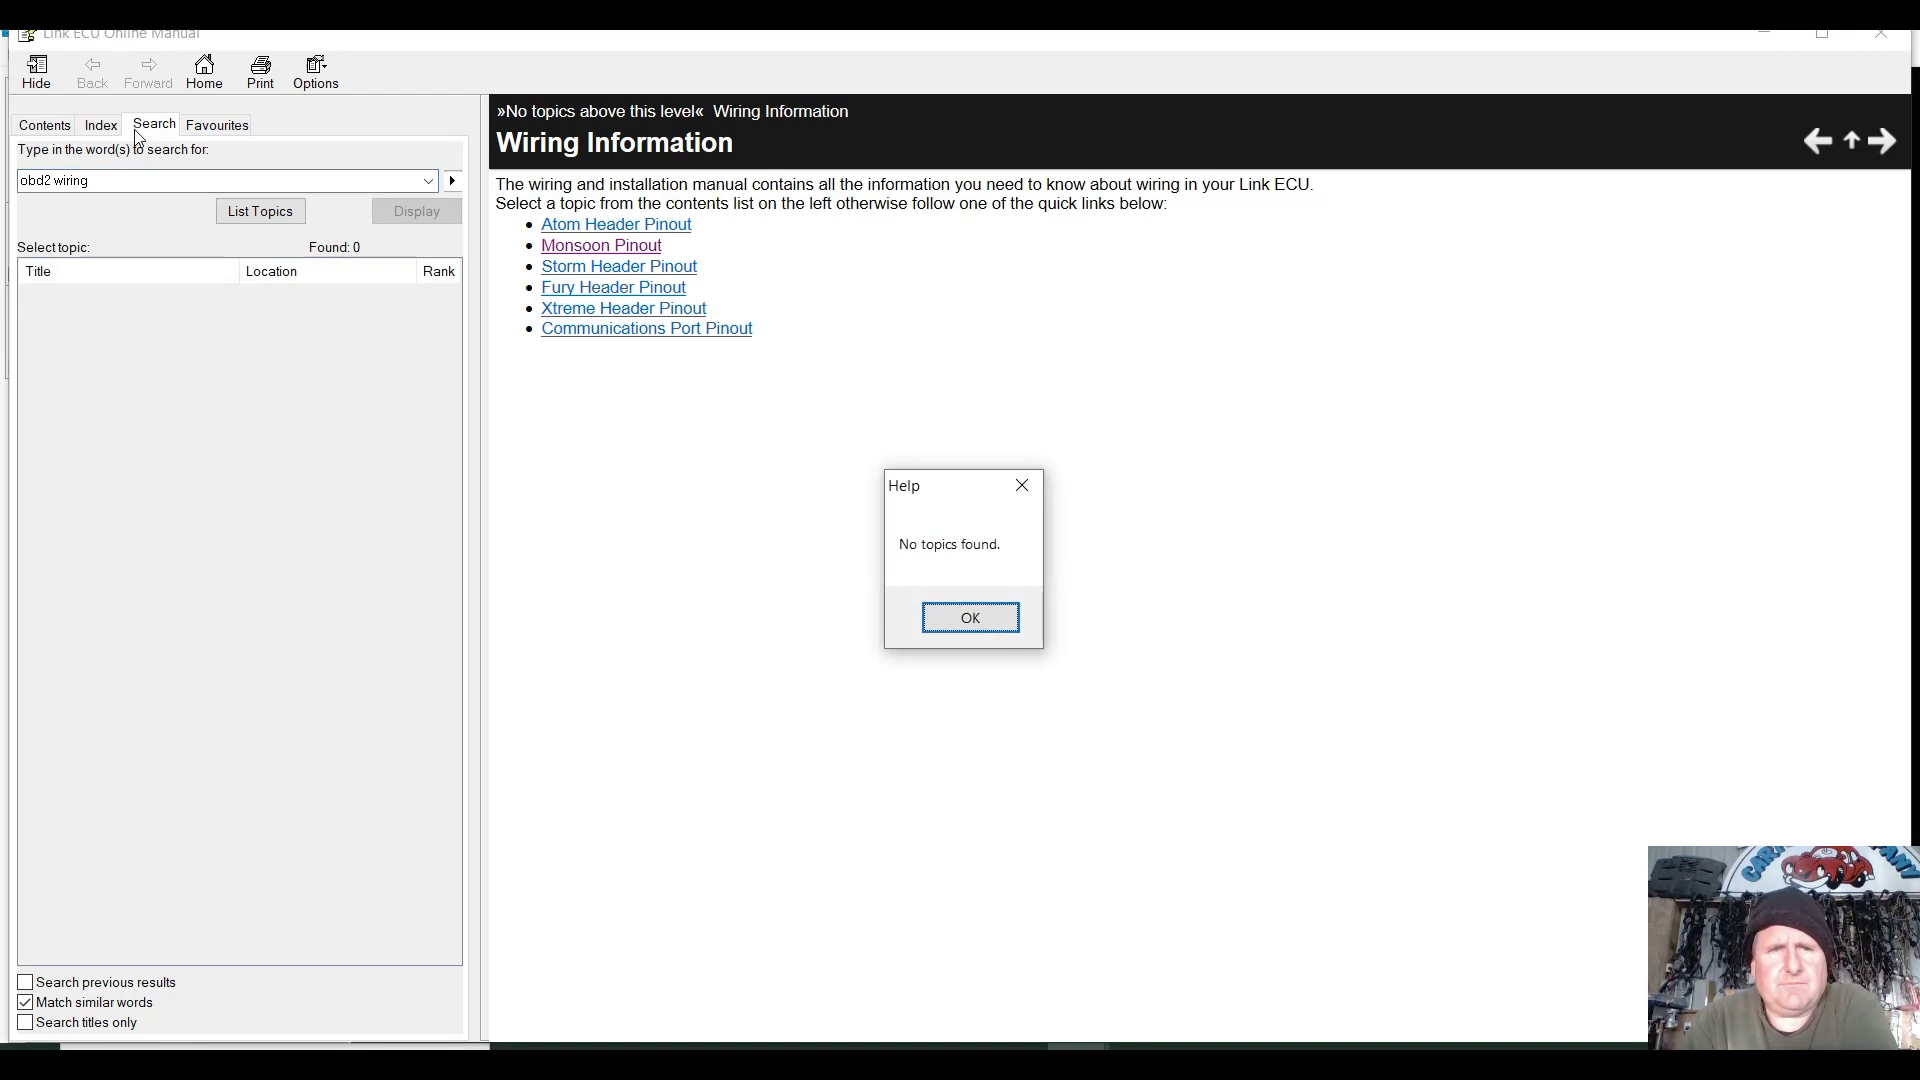 Link ECU Online Manual
Hide Back Forward Home Print Options
Contents Index Search Favourites
Type in the word(s) to search for:
obd2 wiring
List Topics Display
Select topic: Found: 0
Title Location Rank
Search previous results
Match similar words
Search titles only
»No topics above this level« Wiring Information
Wiring Information
The wiring and installation manual contains all the information you need to know about wiring in your Link ECU.
Select a topic from the contents list on the left otherwise follow one of the quick links below:
Atom Header Pinout
Monsoon Pinout
Storm Header Pinout
Fury Header Pinout
Xtreme Header Pinout
Communications Port Pinout
Help
No topics found.
OK